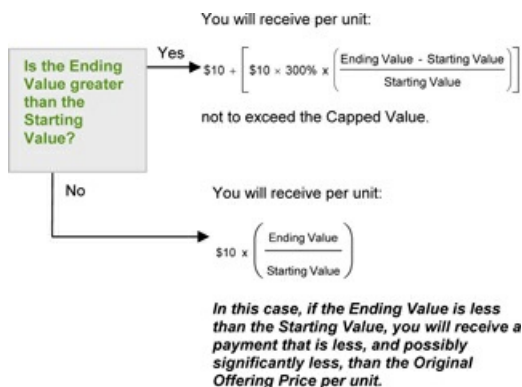 You will receive per unit:
Is the Ending
Value greater
than the
Starting
Value?
Yes
$10 + [ $10 × 300% x ( Ending Value - Starting Value
Starting Value ) ]
not to exceed the Capped Value.
No
You will receive per unit:
$10 x ( Ending Value
Starting Value )
In this case, if the Ending Value is less
than the Starting Value, you will receive a
payment that is less, and possibly
significantly less, than the Original
Offering Price per unit.